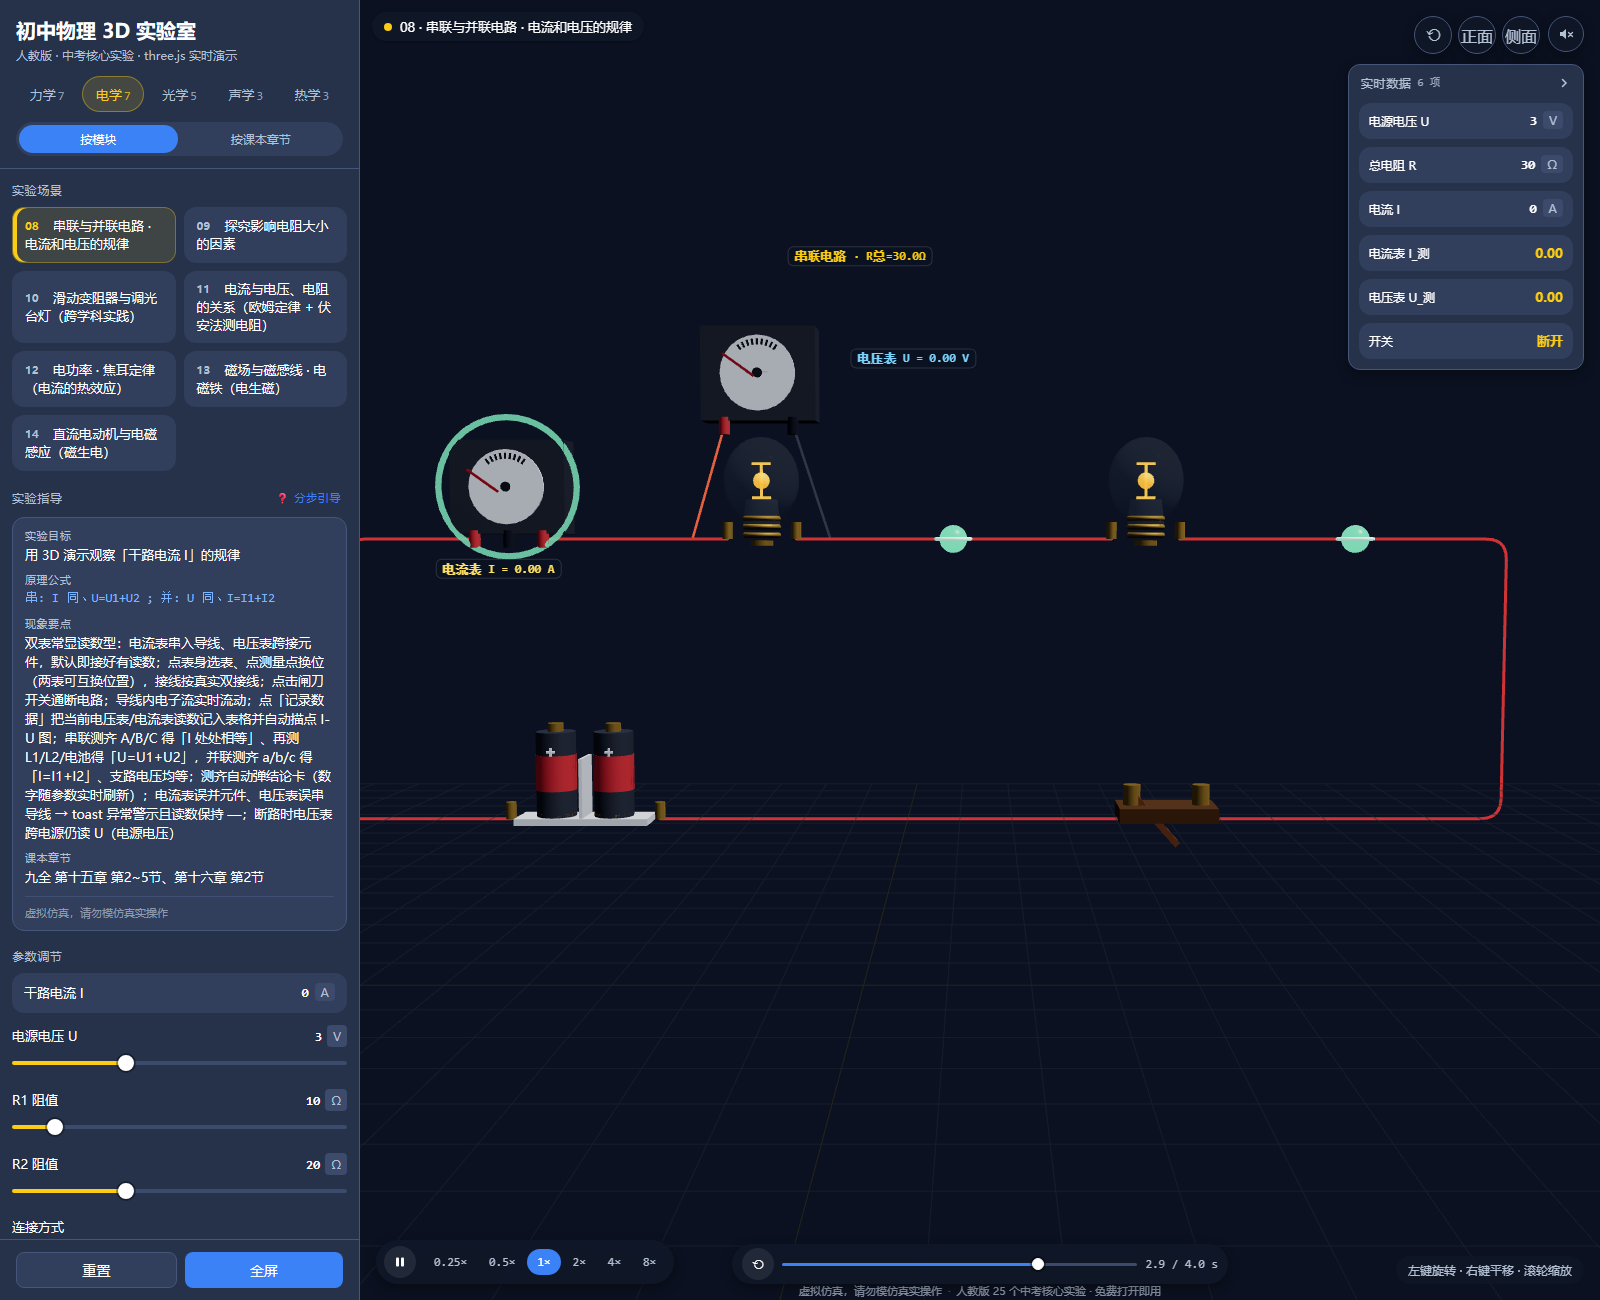 初中物理 3D 实验室
人教版 · 中考核心实验 · three.js 实时演示
力学 7
电学 7
光学 5
声学 3
热学 3
按模块
按课本章节
实验场景
08 串联与并联电路 ·
电流和电压的规律
09 探究影响电阻大小
的因素
10 滑动变阻器与调光
台灯（跨学科实践）
11 电流与电压、电阻
的关系（欧姆定律 + 伏
安法测电阻）
12 电功率 · 焦耳定律
（电流的热效应）
13 磁场与磁感线 · 电
磁铁（电生磁）
14 直流电动机与电磁
感应（磁生电）
实验指导
❓ 分步引导
实验目标
用 3D 演示观察「干路电流 I」的规律
原理公式
串: I 同、U=U1+U2 ; 并: U 同、I=I1+I2
现象要点
双表常显读数型：电流表串入导线、电压表跨接元
件，默认即接好有读数；点表身选表、点测量点换位
（两表可互换位置），接线按真实双接线；点击闸刀
开关通断电路；导线内电子流实时流动；点「记录数
据」把当前电压表/电流表读数记入表格并自动描点 I-
U 图；串联测齐 A/B/C 得「I 处处相等」、再测
L1/L2/电池得「U=U1+U2」，并联测齐 a/b/c 得
「I=I1+I2」、支路电压均等；测齐自动弹结论卡（数
字随参数实时刷新）；电流表误并元件、电压表误串
导线 → toast 异常警示且读数保持 —；断路时电压表
跨电源仍读 U（电源电压）
课本章节
九全 第十五章 第2~5节、第十六章 第2节
虚拟仿真，请勿模仿真实操作
参数调节
干路电流 I 0 A
电源电压 U 3 V
R1 阻值 10 Ω
R2 阻值 20 Ω
连接方式
重置
全屏
08 · 串联与并联电路 · 电流和电压的规律
正面
侧面
实时数据 6 项
电源电压 U 3 V
总电阻 R 30 Ω
电流 I 0 A
电流表 I_测 0.00
电压表 U_测 0.00
开关 断开
串联电路 · R总=30.0Ω
电压表 U = 0.00 V
电流表 I = 0.00 A
0.25×
0.5×
1×
2×
4×
8×
2.9 / 4.0 s
左键旋转 · 右键平移 · 滚轮缩放
虚拟仿真，请勿模仿真实操作 · 人教版 25 个中考核心实验 · 免费打开即用